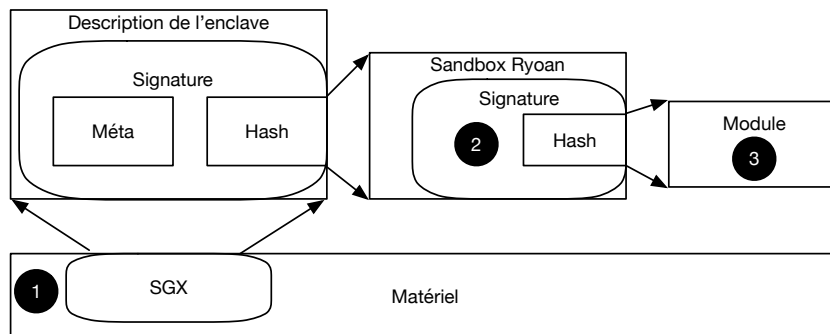 Description de l'enclave
Signature
Méta
Hash
Sandbox Ryoan
Signature
2
Hash
Module
3
1
SGX
Matériel